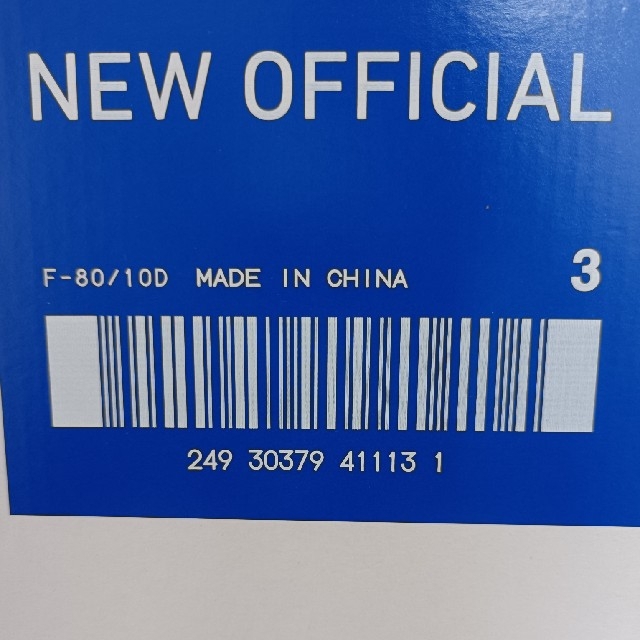 NEW OFFICIAL
3
F-80/10D MADE IN CHINA
249 30379 41113 1